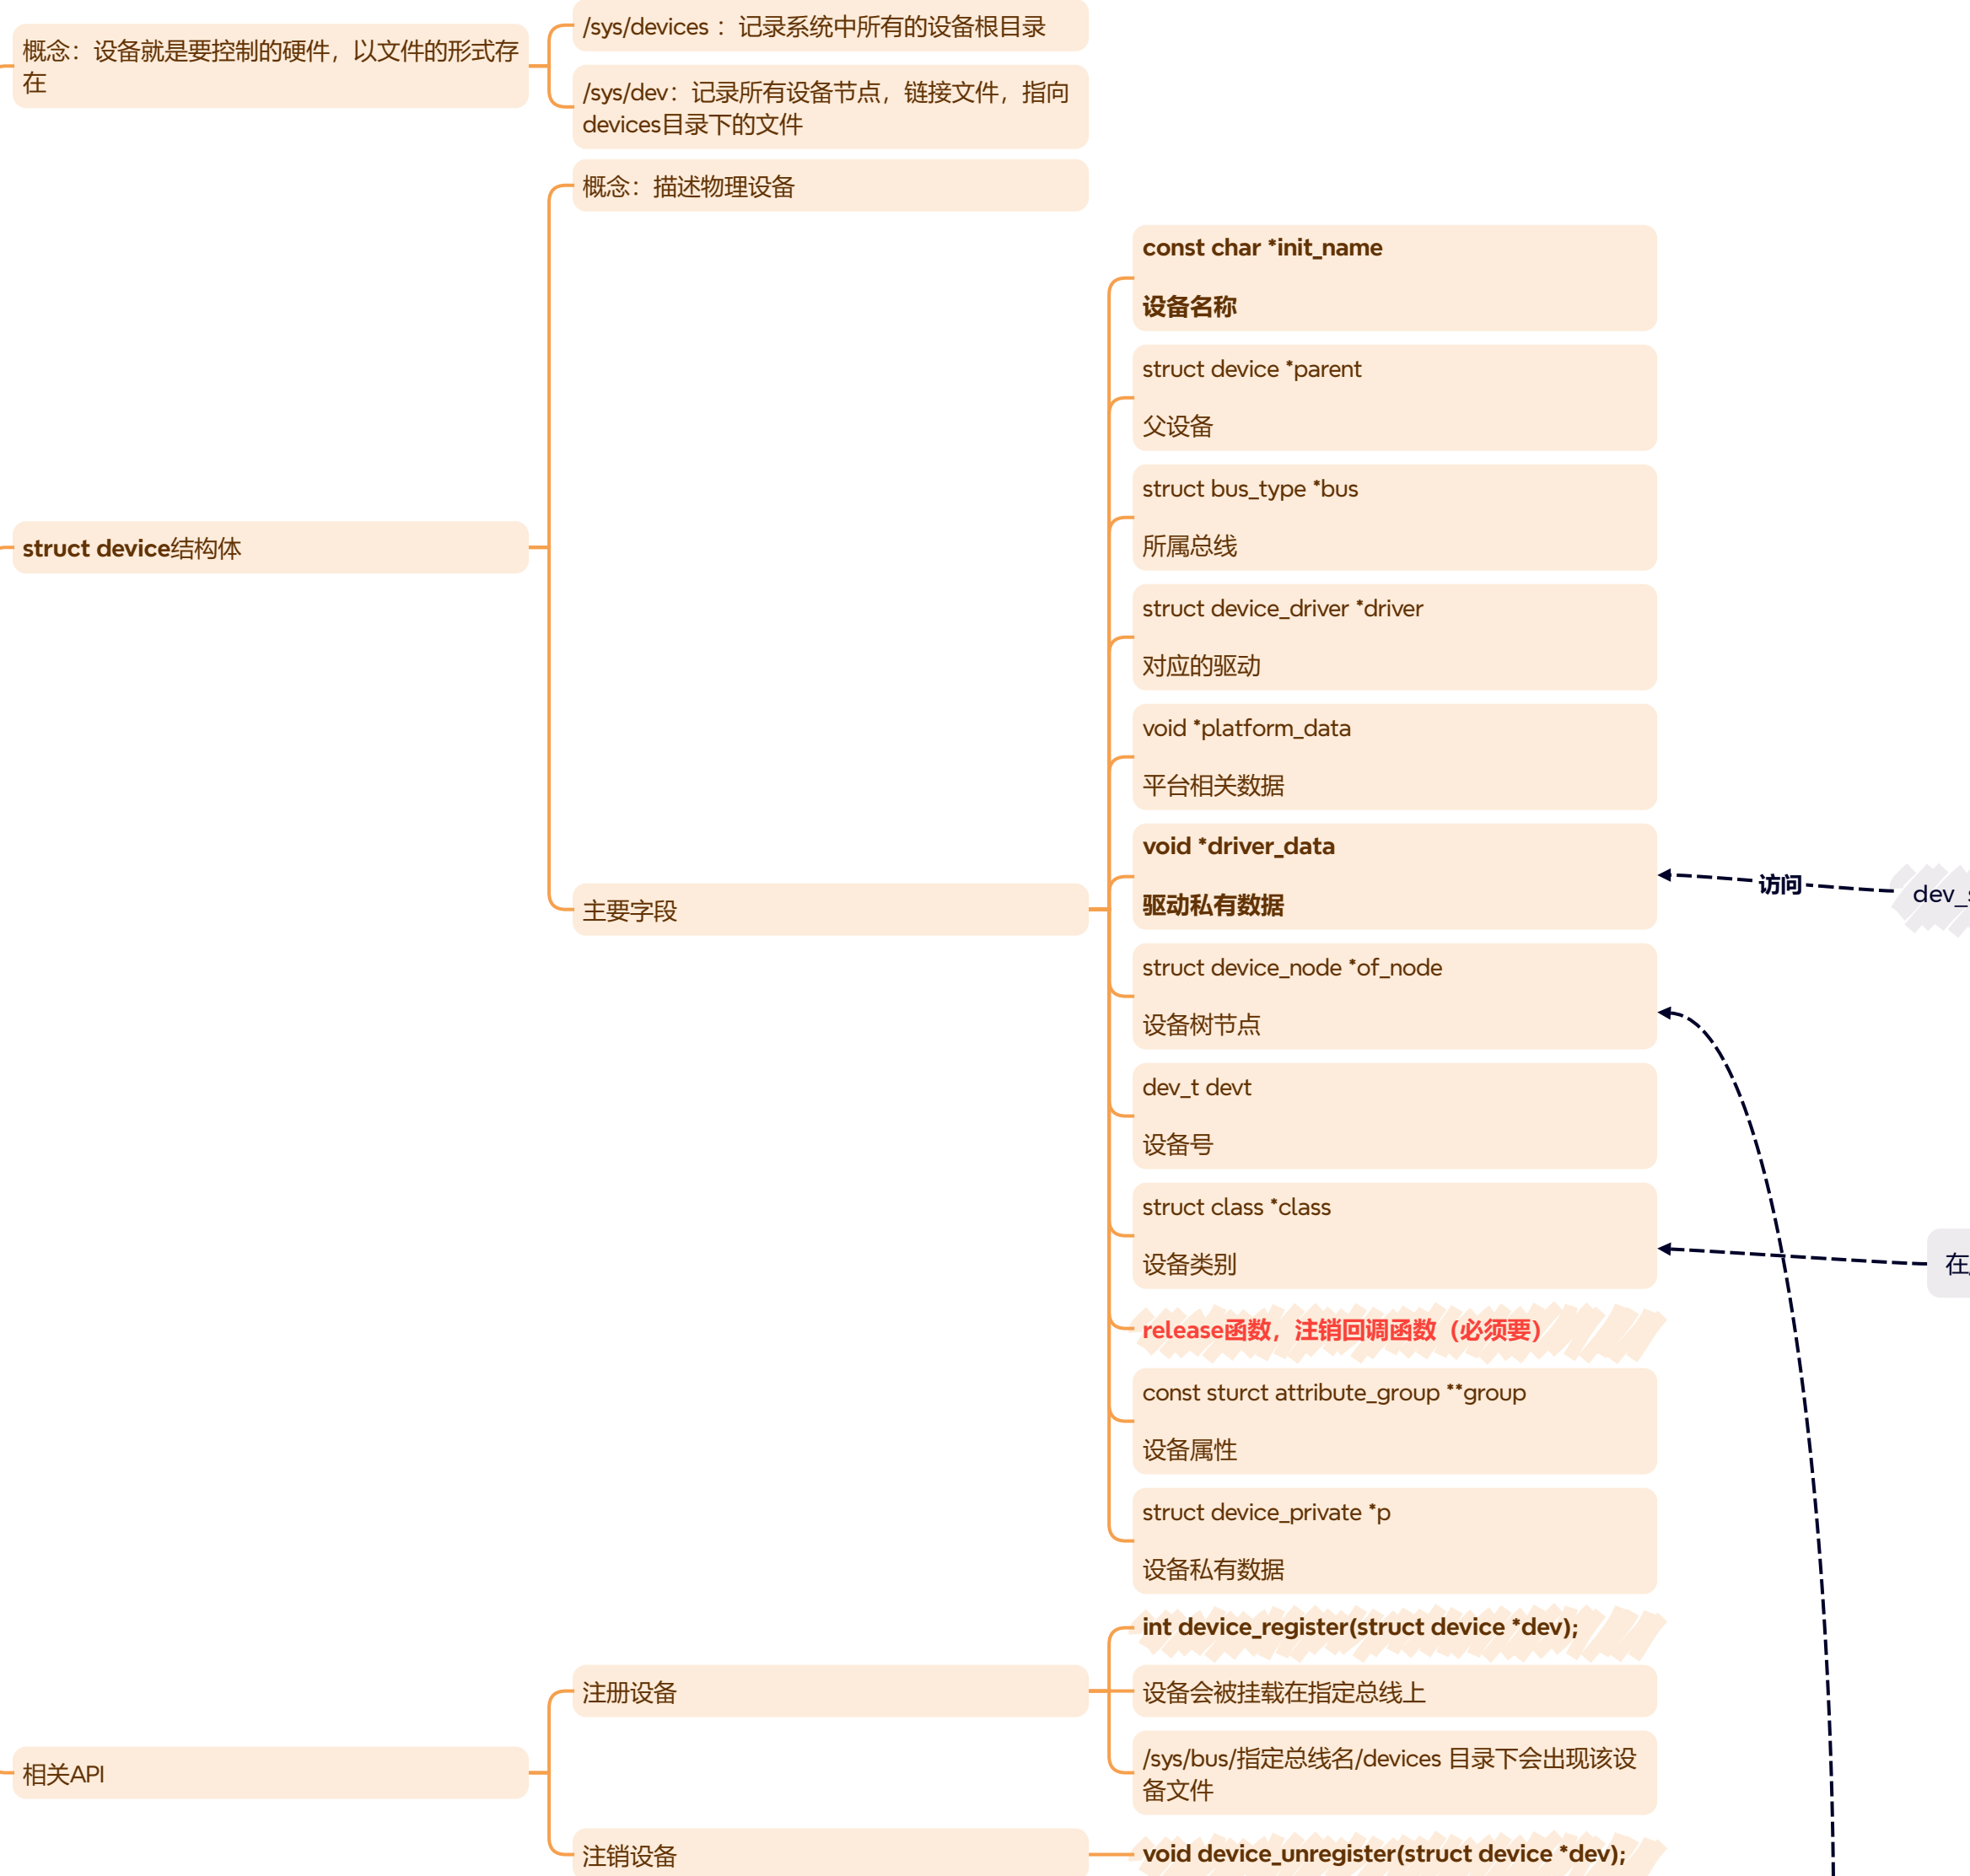 概念：设备就是要控制的硬件，以文件的形式存
在
/sys/devices ：记录系统中所有的设备根目录
/sys/dev：记录所有设备节点，链接文件，指向
devices目录下的文件
struct device结构体
概念：描述物理设备
主要字段
const char *init_name
设备名称
struct device *parent
父设备
struct bus_type *bus
所属总线
struct device_driver *driver
对应的驱动
void *platform_data
平台相关数据
void *driver_data
驱动私有数据
访问
dev_s
struct device_node *of_node
设备树节点
dev_t devt
设备号
struct class *class
设备类别
在
release函数，注销回调函数（必须要）
const sturct attribute_group **group
设备属性
struct device_private *p
设备私有数据
相关API
注册设备
int device_register(struct device *dev);
设备会被挂载在指定总线上
/sys/bus/指定总线名/devices 目录下会出现该设
备文件
注销设备
void device_unregister(struct device *dev);